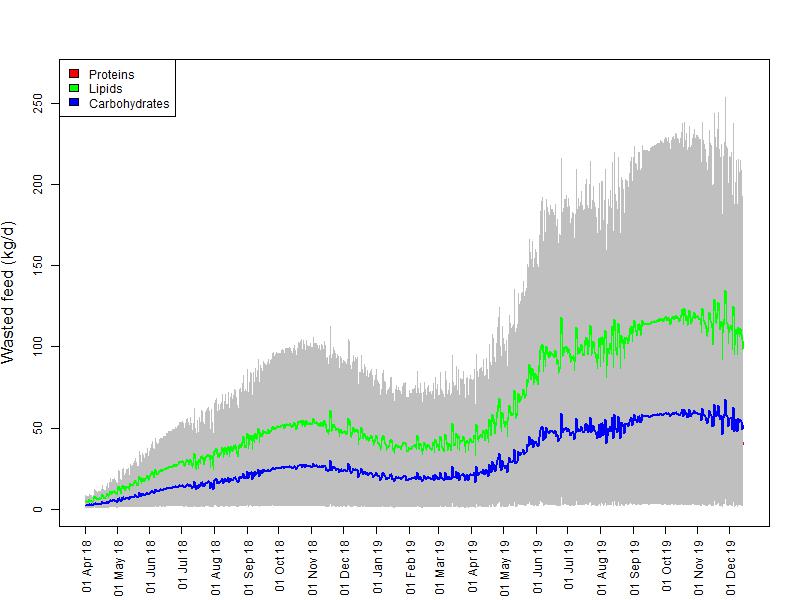 Proteins
Lipids
Carbohydrates
Wasted feed (kg/d)
250
200
150
100
50
0
01 Apr 18
01 May 18
01 Jun 18
01 Jul 18
01 Aug 18
01 Sep 18
01 Oct 18
01 Nov 18
01 Dec 18
01 Jan 19
01 Feb 19
01 Mar 19
01 Apr 19
01 May 19
01 Jun 19
01 Jul 19
01 Aug 19
01 Sep 19
01 Oct 19
01 Nov 19
01 Dec 19